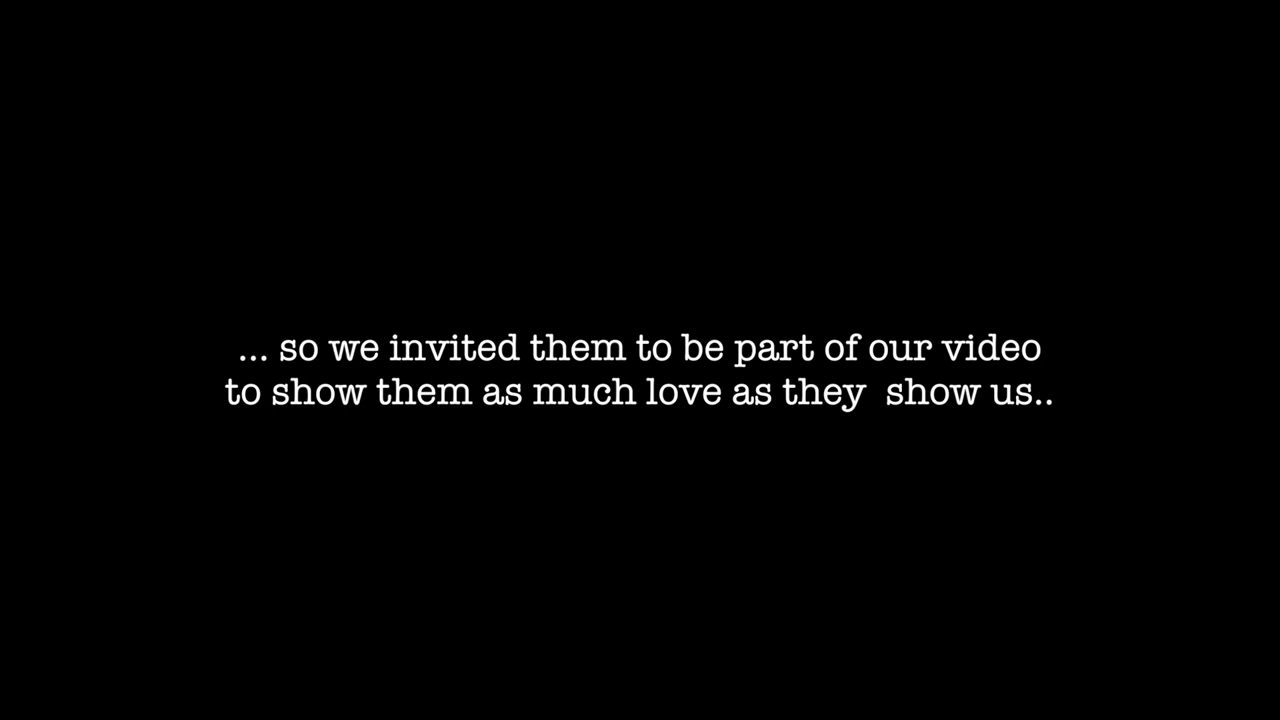 ... so we invited them to be part of our video
to show them as much love as they  show us..